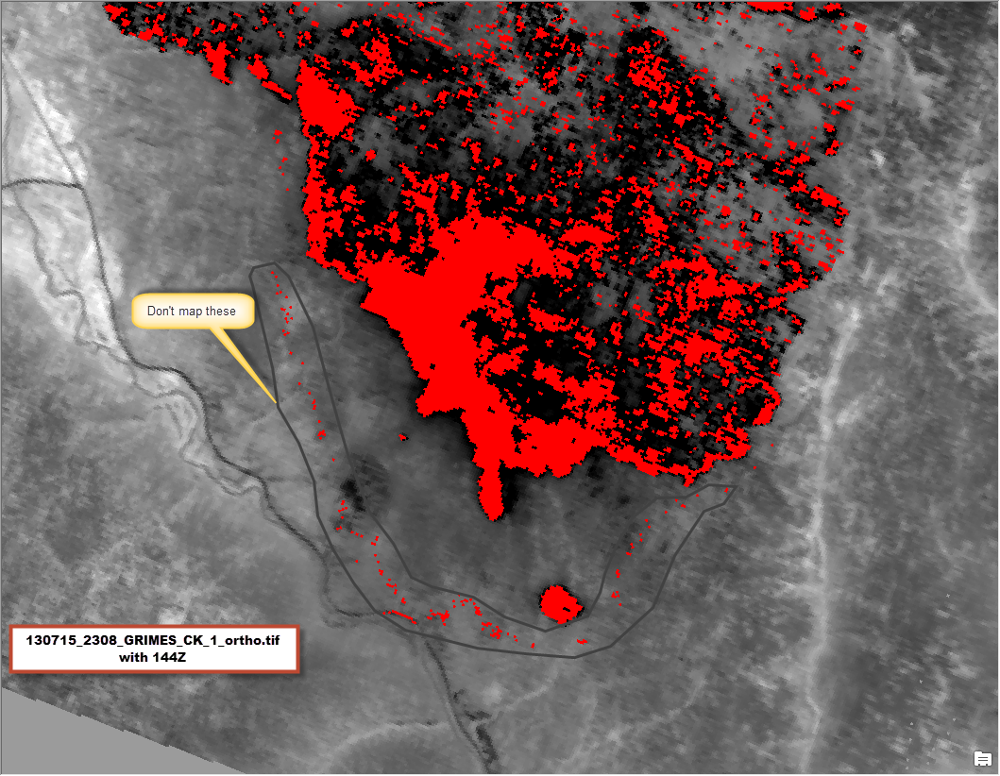 Don't map these
130715_2308_GRIMES_CK_1_ortho.tif
with 144Z